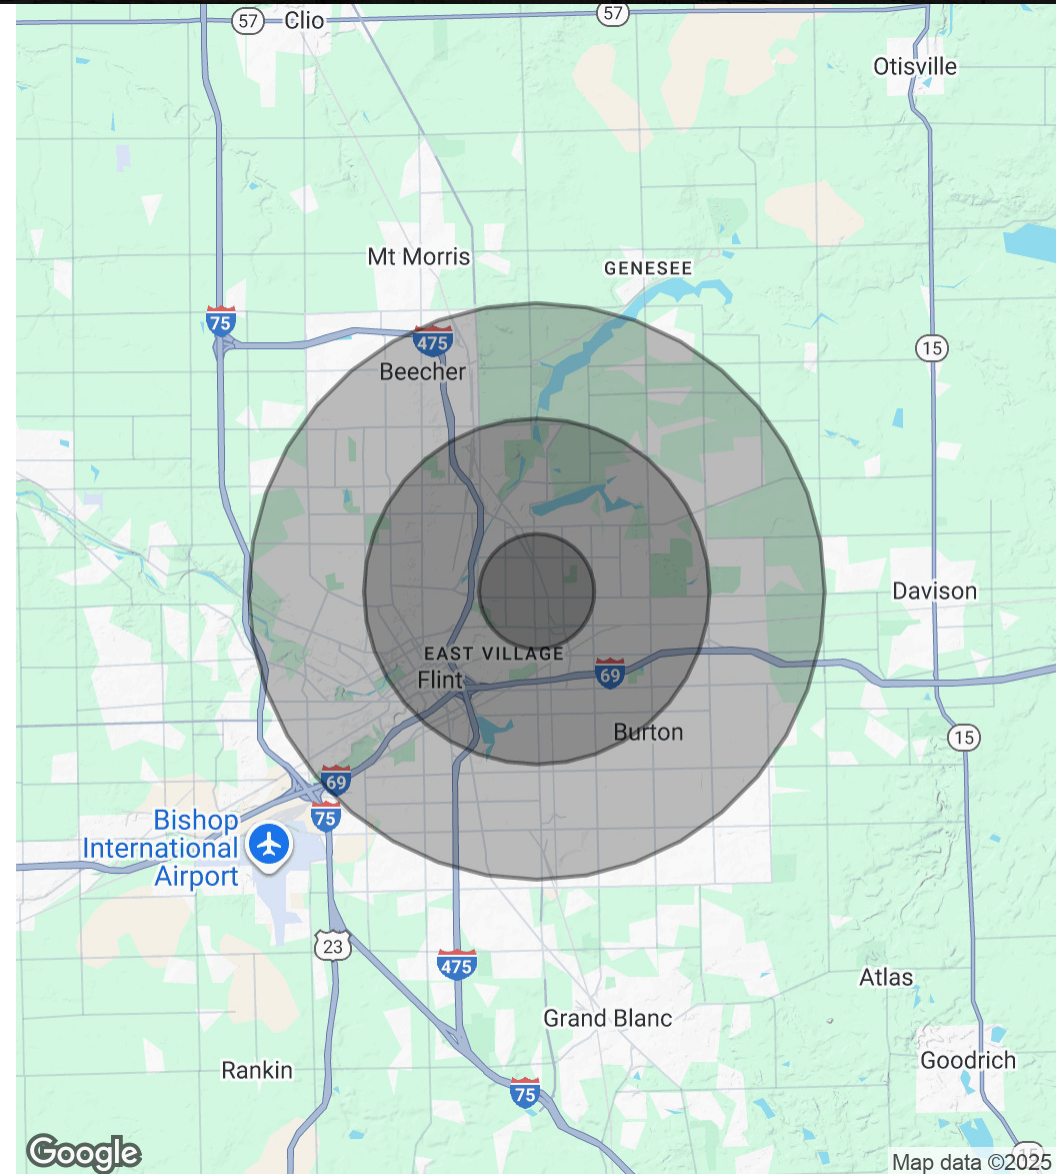 57
Clio
57
Otisville
Mt Morris
GENESEE
75
475
15
Beecher
Davison
EAST VILLAGE
Flint
69
Burton
15
69
75
Bishop
International
Airport
23
475
Atlas
Grand Blanc
Rankin
Goodrich
75
15
Google
Map data ©2025